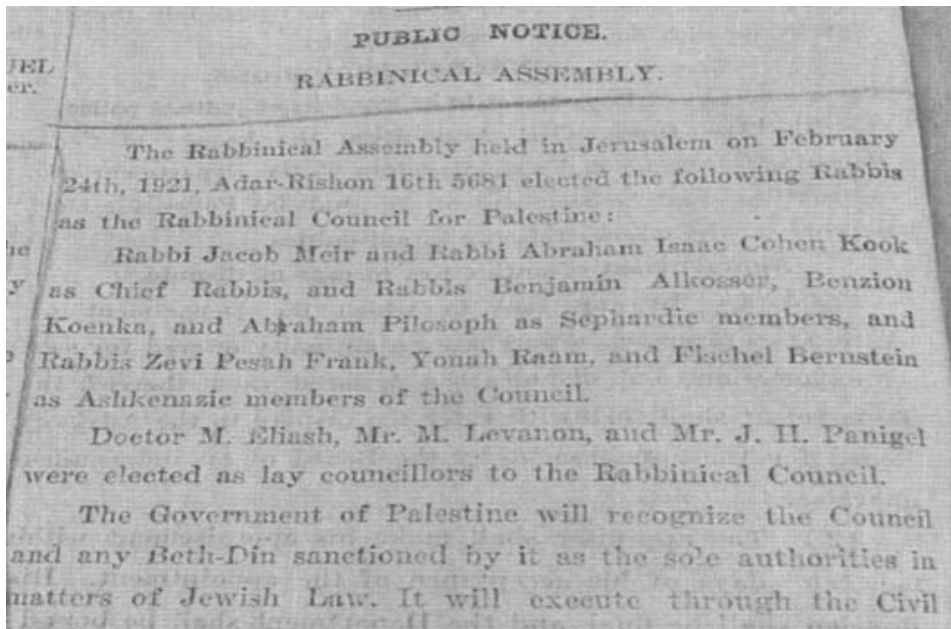 PUBLIC NOTICE.
RABBINICAL ASSEMBLY.
UEL
er.
The Rabbinical Assembly held in Jerusalem on February
24th, 1921, Adar-Rishon 16th 5681 elected the following Rabbis
as the Rabbinical Council for Palestine:
Rabbi Jacob Meir and Rabbi Abraham Isaac Cohen Kook
as Chief Rabbis, and Rabbis Benjamin Alkosser, Benzion
Koenka, and Abraham Pilosoph as Sephardic members, and
Rabbis Zevi Pesah Frank, Yonah Raam, and Fischel Bernstein
as Ashkenazic members of the Council.
Doctor M. Eliash, Mr. M. Levanon, and Mr. J. H. Panigel
were elected as lay councillors to the Rabbinical Council.
The Government of Palestine will recognize the Council
and any Beth-Din sanctioned by it as the sole authorities in
matters of Jewish Law. It will execute through the Civil